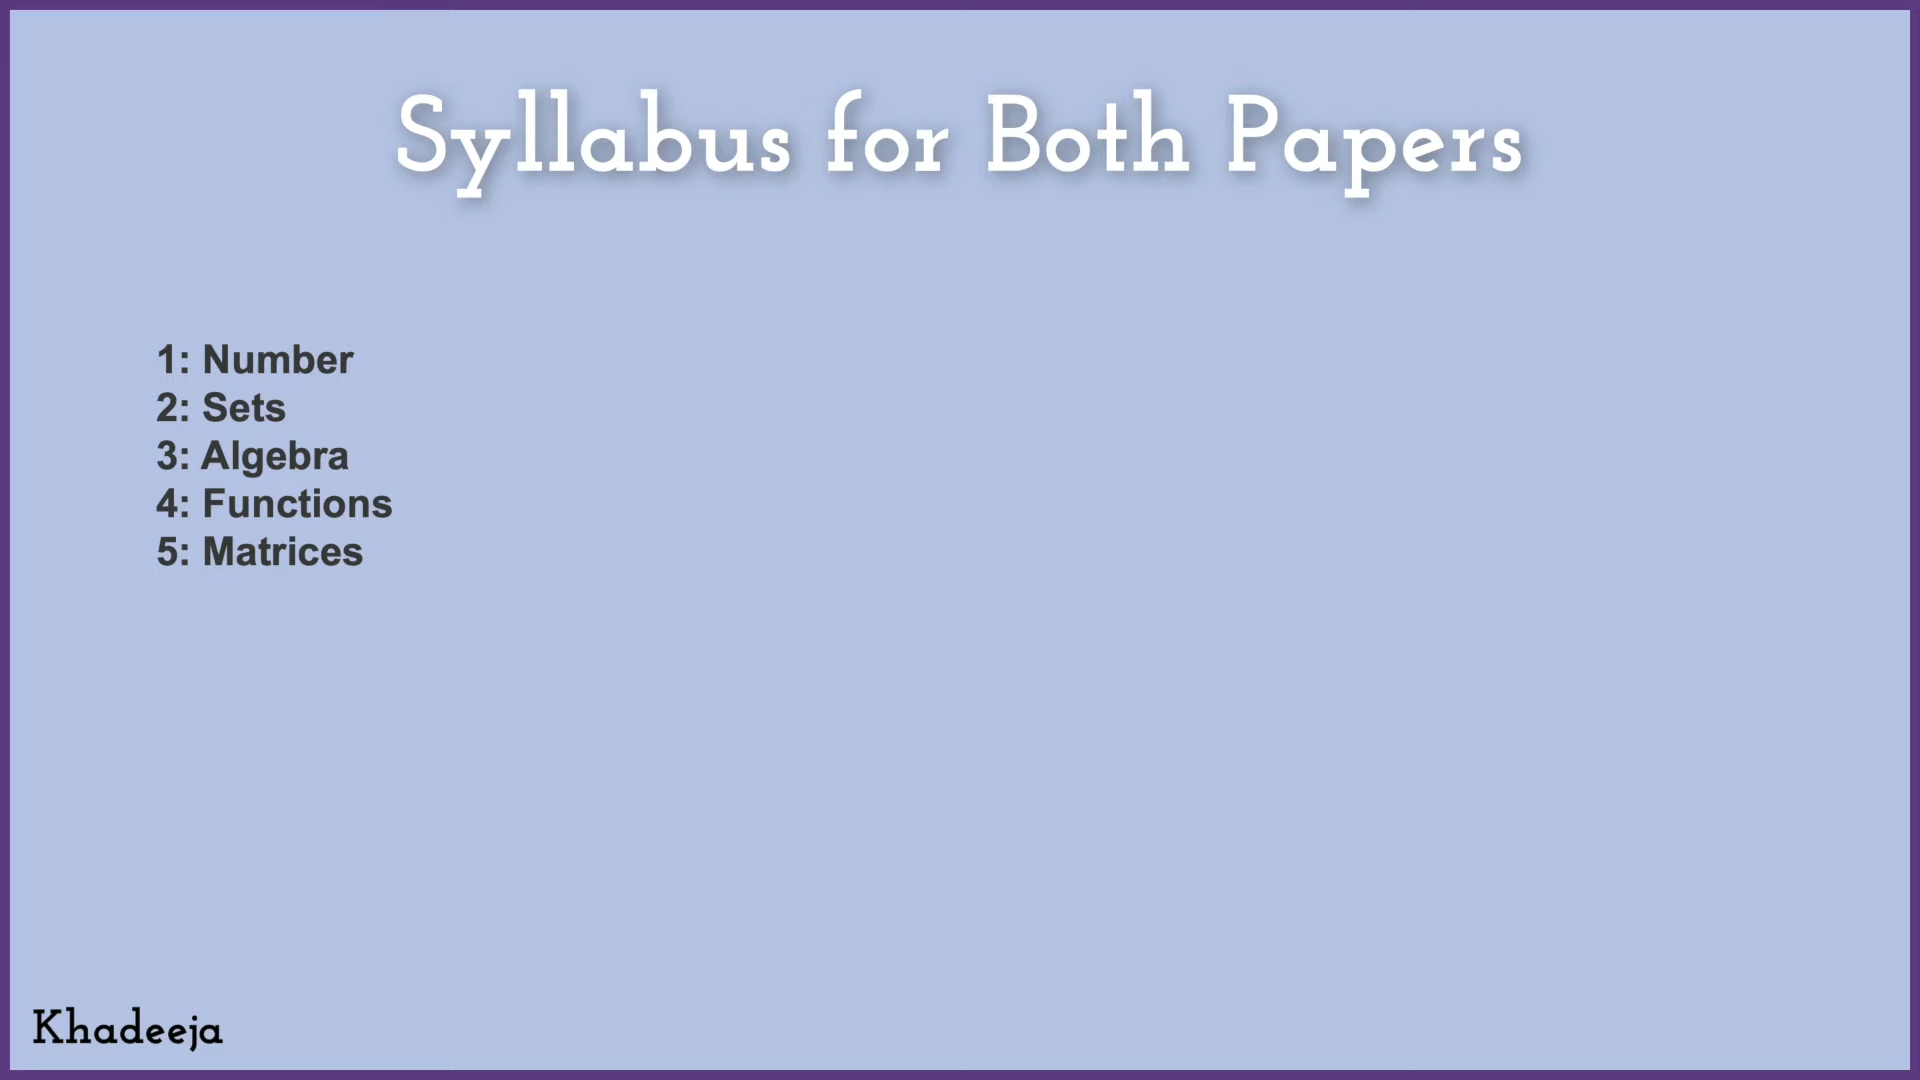 Syllabus for Both Papers
1: Number
2: Sets
3: Algebra
4: Functions
5: Matrices
Khadeeja